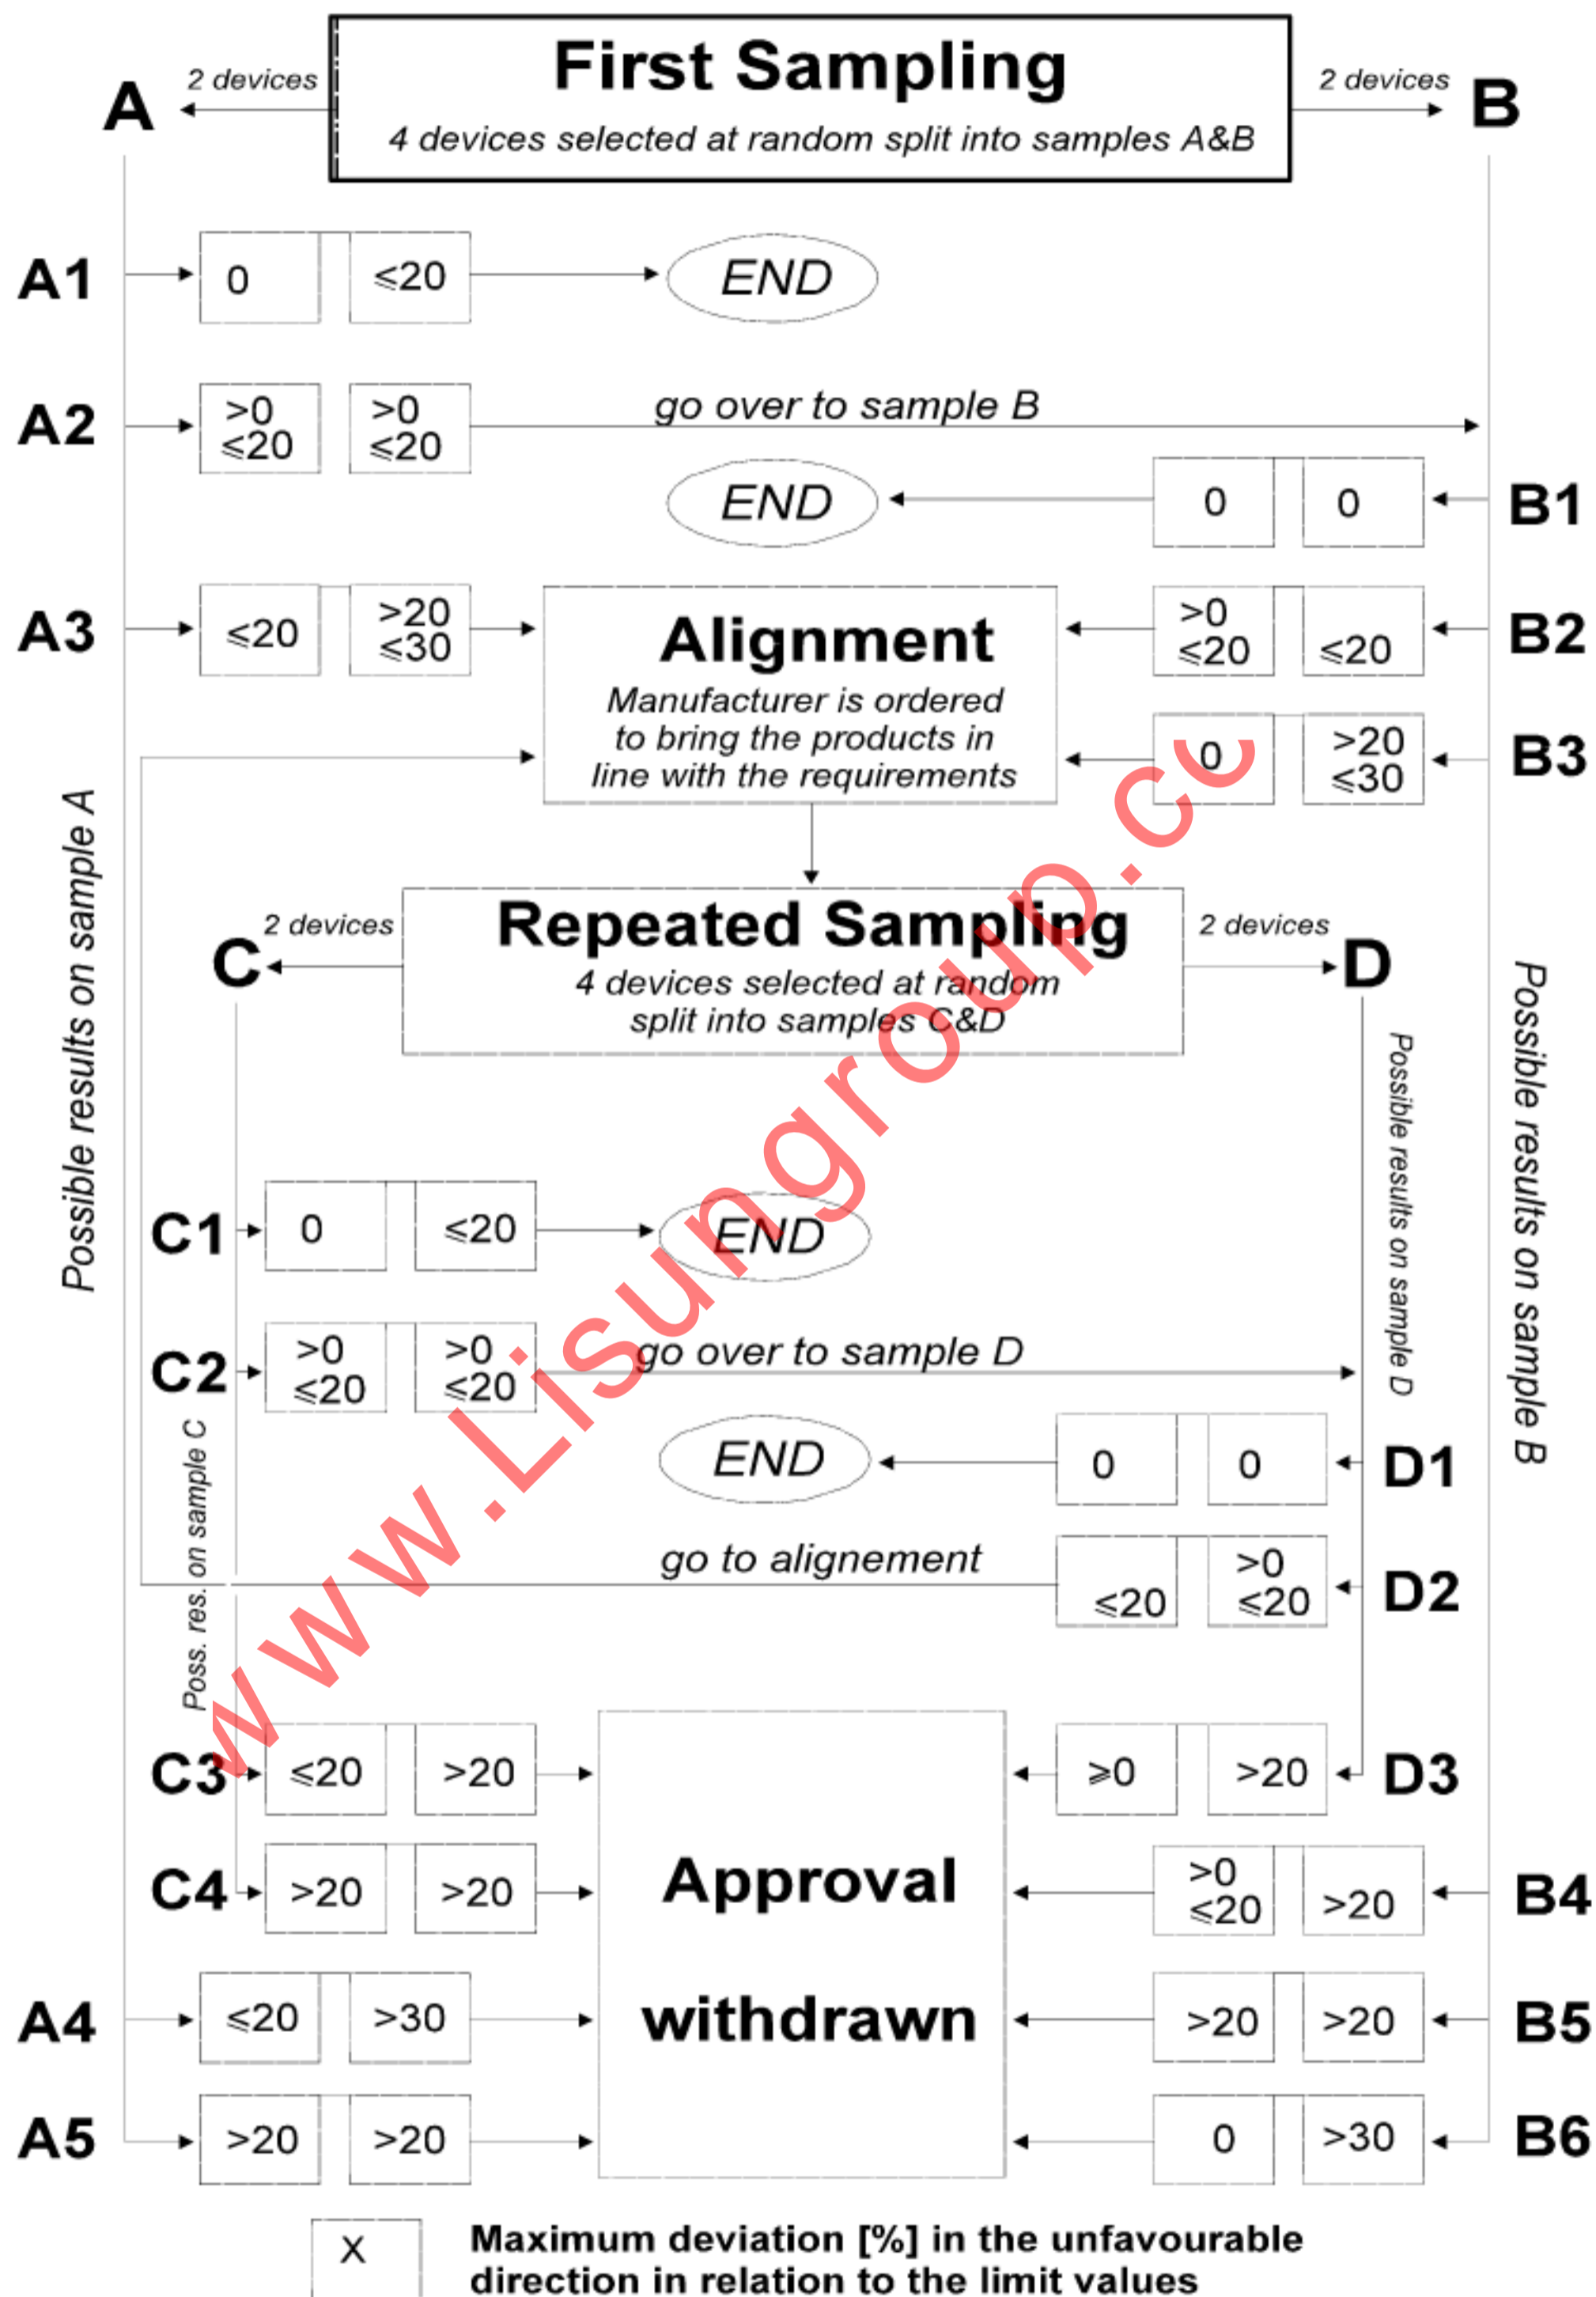 First Sampling
4 devices selected at random split into samples A&B
A
2 devices
2 devices
B
A1
0
≤20
END
A2
>0
≤20
>0
≤20
go over to sample B
END
0
0
B1
A3
≤20
>20
≤30
Alignment
Manufacturer is ordered
to bring the products in
line with the requirements
>0
≤20
≤20
B2
0
>20
≤30
B3
Possible results on sample A
Repeated Sampling
4 devices selected at random
split into samples C&D
C
2 devices
2 devices
D
Possible results on sample D
Possible results on sample B
C1
0
≤20
END
C2
>0
≤20
>0
≤20
go over to sample D
Poss. res. on sample C
END
0
0
D1
go to alignement
≤20
>0
≤20
D2
C3
≤20
>20
Approval
withdrawn
≥0
>20
D3
C4
>20
>20
>0
≤20
>20
B4
A4
≤20
>30
>20
>20
B5
A5
>20
>20
0
>30
B6
X
Maximum deviation [%] in the unfavourable
direction in relation to the limit values
www.Lisungroup.cc